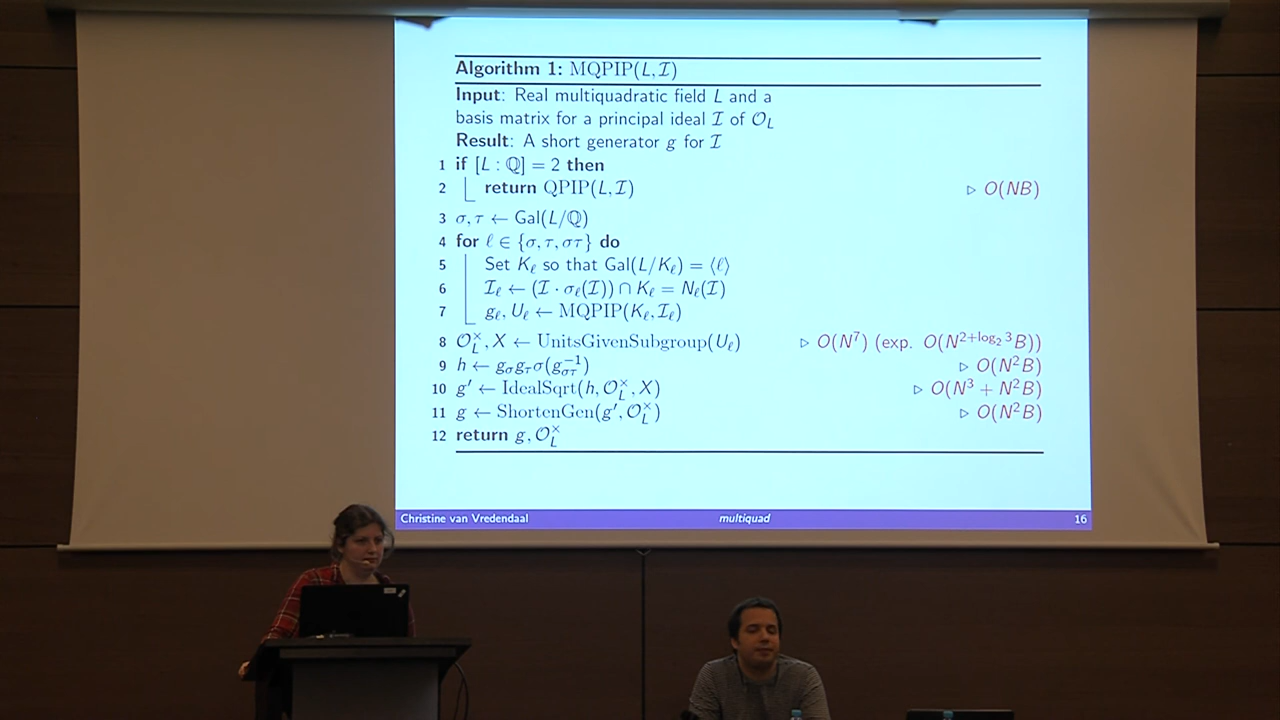 Algorithm 1: MQPIP(L, ℐ)
Input: Real multiquadratic field L and a
basis matrix for a principal ideal ℐ of 𝒪_L
Result: A short generator g for ℐ
1 if [L : ℚ] = 2 then
2 return QPIP(L, ℐ) ▷ O(NB)
3 σ, τ ← Gal(L/ℚ)
4 for ℓ ∈ {σ, τ, στ} do
5 Set K_ℓ so that Gal(L/K_ℓ) = ⟨ℓ⟩
6 ℐ_ℓ ← (ℐ · σ_ℓ(ℐ)) ∩ K_ℓ = N_ℓ(ℐ)
7 g_ℓ, U_ℓ ← MQPIP(K_ℓ, ℐ_ℓ)
8 𝒪_L^×, X ← UnitsGivenSubgroup(U_ℓ) ▷ O(N^7) (exp. O(N^{2+log_2 3}B))
9 h ← g_σ g_τ σ(g_{στ}^{-1}) ▷ O(N^2B)
10 g′ ← IdealSqrt(h, 𝒪_L^×, X) ▷ O(N^3 + N^2B)
11 g ← ShortenGen(g′, 𝒪_L^×) ▷ O(N^2B)
12 return g, 𝒪_L^×
Christine van Vredendaal multiquad 16